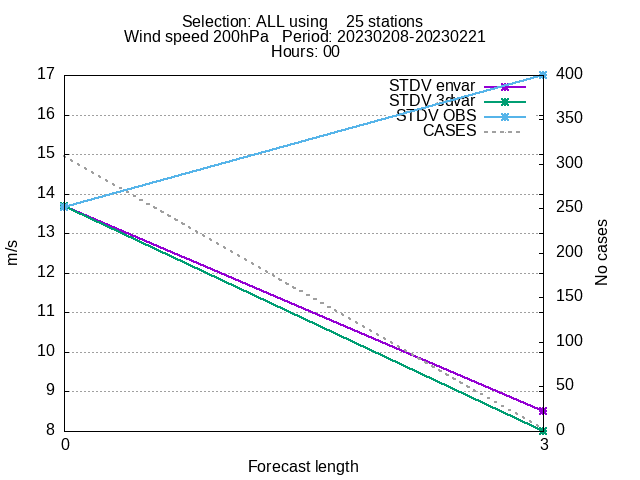 Selection: ALL using    25 stations
Wind speed 200hPa   Period: 20230208-20230221
Hours: 00
STDV envar
STDV 3dvar
STDV OBS
CASES
17
16
15
14
13
12
11
10
9
8
400
350
300
250
200
150
100
50
0
m/s
No cases
0
3
Forecast length